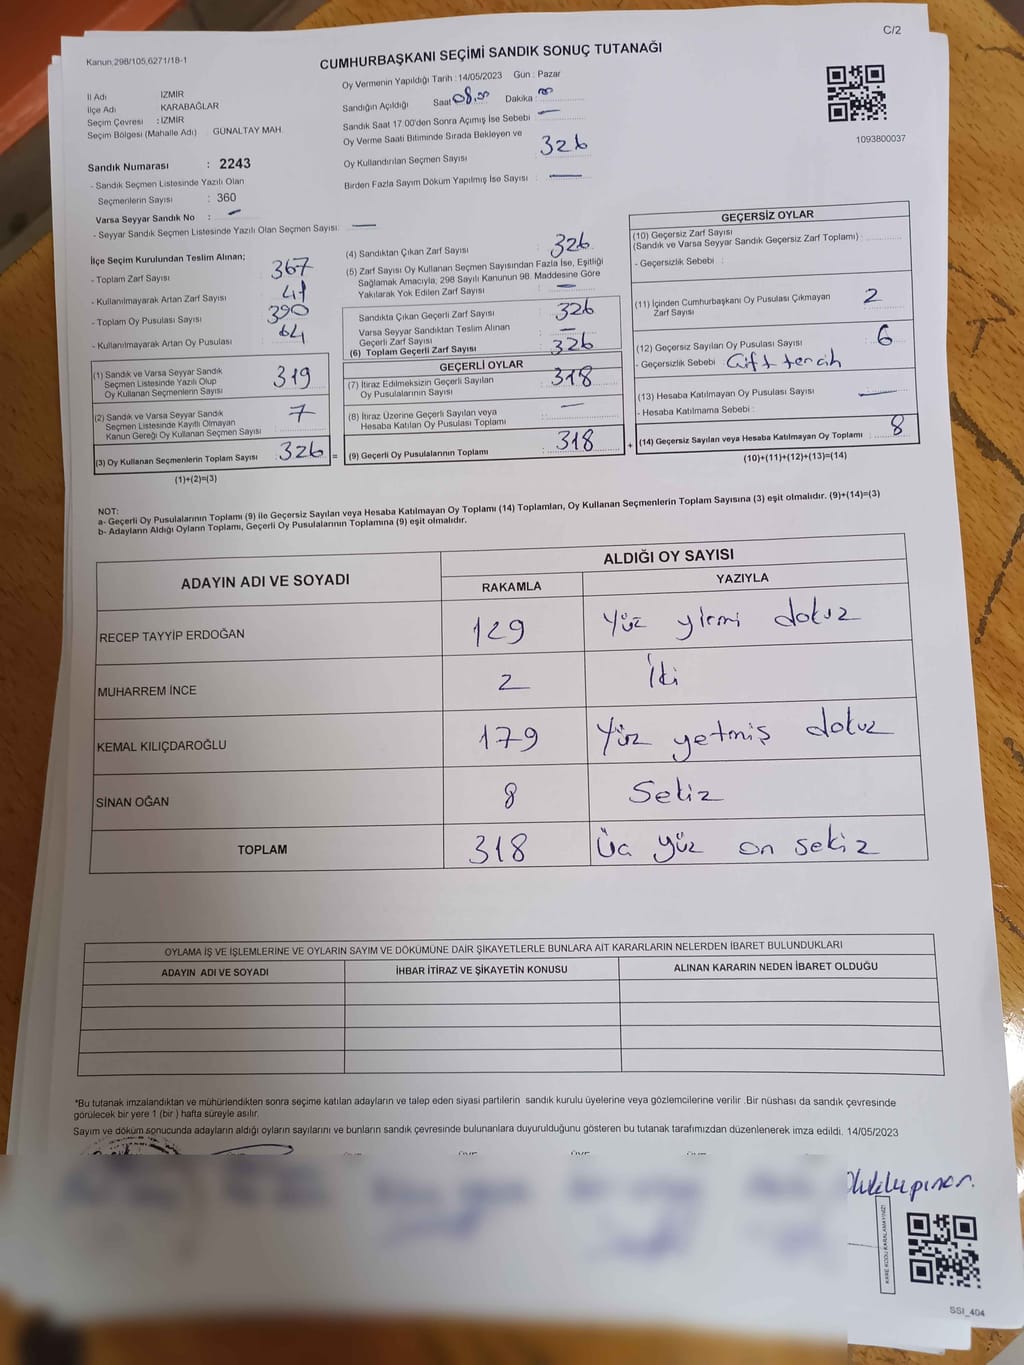 C/2
Kanun:298/105,6271/18-1
CUMHURBAŞKANI SEÇİMİ SANDIK SONUÇ TUTANAĞI
İl Adı İZMİR
İlçe Adı : KARABAĞLAR
Seçim Çevresi : İZMİR
Seçim Bölgesi (Mahalle Adı) : GÜNALTAY MAH.
Oy Vermenin Yapıldığı Tarih : 14/05/2023 Gün : Pazar
Sandığın Açıldığı Saat 08,00 Dakika 00
Sandık Saat 17:00'den Sonra Açımış İse Sebebi : —
Oy Verme Saati Bitiminde Sırada Bekleyen ve
Oy Kullandırılan Seçmen Sayısı : 326
Birden Fazla Sayım Döküm Yapılmış İse Sayısı : —
1093800037
Sandık Numarası : 2243
- Sandık Seçmen Listesinde Yazılı Olan
Seçmenlerin Sayısı : 360
Varsa Seyyar Sandık No : —
- Seyyar Sandık Seçmen Listesinde Yazılı Olan Seçmen Sayısı: —
İlçe Seçim Kurulundan Teslim Alınan;
- Toplam Zarf Sayısı : 367
- Kullanılmayarak Artan Zarf Sayısı : 41
- Toplam Oy Pusulası Sayısı : 390
- Kullanılmayarak Artan Oy Pusulası : 64
(1) Sandık ve Varsa Seyyar Sandık
Seçmen Listesinde Yazılı Olup
Oy Kullanan Seçmenlerin Sayısı : 319
(2) Sandık ve Varsa Seyyar Sandık
Seçmen Listesinde Kayıtlı Olmayan
Kanun Gereği Oy Kullanan Seçmen Sayısı : 7
(3) Oy Kullanan Seçmenlerin Toplam Sayısı : 326 =
(1)+(2)=(3)
(4) Sandıktan Çıkan Zarf Sayısı : 326
(5) Zarf Sayısı Oy Kullanan Seçmen Sayısından Fazla İse, Eşitliği
Sağlamak Amacıyla, 298 Sayılı Kanunun 98. Maddesine Göre
Yakılarak Yok Edilen Zarf Sayısı : —
Sandıkta Çıkan Geçerli Zarf Sayısı : 326
Varsa Seyyar Sandıktan Teslim Alınan
Geçerli Zarf Sayısı : —
(6) Toplam Geçerli Zarf Sayısı : 326
GEÇERLİ OYLAR
(7) İtiraz Edilmeksizin Geçerli Sayılan
Oy Pusulalarının Sayısı : 318
(8) İtiraz Üzerine Geçerli Sayılan veya
Hesaba Katılan Oy Pusulası Toplamı : —
(9) Geçerli Oy Pusulalarının Toplamı : 318 +
GEÇERSİZ OYLAR
(10) Geçersiz Zarf Sayısı
(Sandık ve Varsa Seyyar Sandık Geçersiz Zarf Toplamı) :
- Geçersizlik Sebebi :
(11) İçinden Cumhurbaşkanı Oy Pusulası Çıkmayan
Zarf Sayısı : 2
(12) Geçersiz Sayılan Oy Pusulası Sayısı : 6
- Geçersizlik Sebebi : Çift tercih
(13) Hesaba Katılmayan Oy Pusulası Sayısı : —
- Hesaba Katılmama Sebebi :
(14) Geçersiz Sayılan veya Hesaba Katılmayan Oy Toplamı : 8
(10)+(11)+(12)+(13)=(14)
NOT:
a- Geçerli Oy Pusulalarının Toplamı (9) ile Geçersiz Sayılan veya Hesaba Katılmayan Oy Toplamı (14) Toplamları, Oy Kullanan Seçmenlerin Toplam Sayısına (3) eşit olmalıdır. (9)+(14)=(3)
b- Adayların Aldığı Oyların Toplamı, Geçerli Oy Pusulalarının Toplamına (9) eşit olmalıdır.
ADAYIN ADI VE SOYADI ALDIĞI OY SAYISI
RAKAMLA YAZIYLA
RECEP TAYYİP ERDOĞAN 129 Yüz yirmi dokuz
MUHARREM İNCE 2 İki
KEMAL KILIÇDAROĞLU 179 Yüz yetmiş dokuz
SİNAN OĞAN 8 Sekiz
TOPLAM 318 Üç yüz on sekiz
OYLAMA İŞ VE İŞLEMLERİNE VE OYLARIN SAYIM VE DÖKÜMÜNE DAİR ŞİKAYETLERLE BUNLARA AİT KARARLARIN NELERDEN İBARET BULUNDUKLARI
ADAYIN ADI VE SOYADI İHBAR İTİRAZ VE ŞİKAYETİN KONUSU ALINAN KARARIN NEDEN İBARET OLDUĞU
*Bu tutanak imzalandıktan ve mühürlendikten sonra seçime katılan adayların ve talep eden siyasi partilerin sandık kurulu üyelerine veya gözlemcilerine verilir .Bir nüshası da sandık çevresinde
görülecek bir yere 1 (bir ) hafta süreyle asılır.
Sayım ve döküm sonucunda adayların aldığı oyların sayılarını ve bunların sandık çevresinde bulunanlara duyurulduğunu gösteren bu tutanak tarafımızdan düzenlenerek imza edildi. 14/05/2023
KARE KODU KARALAMAYINIZ!
SSI_404